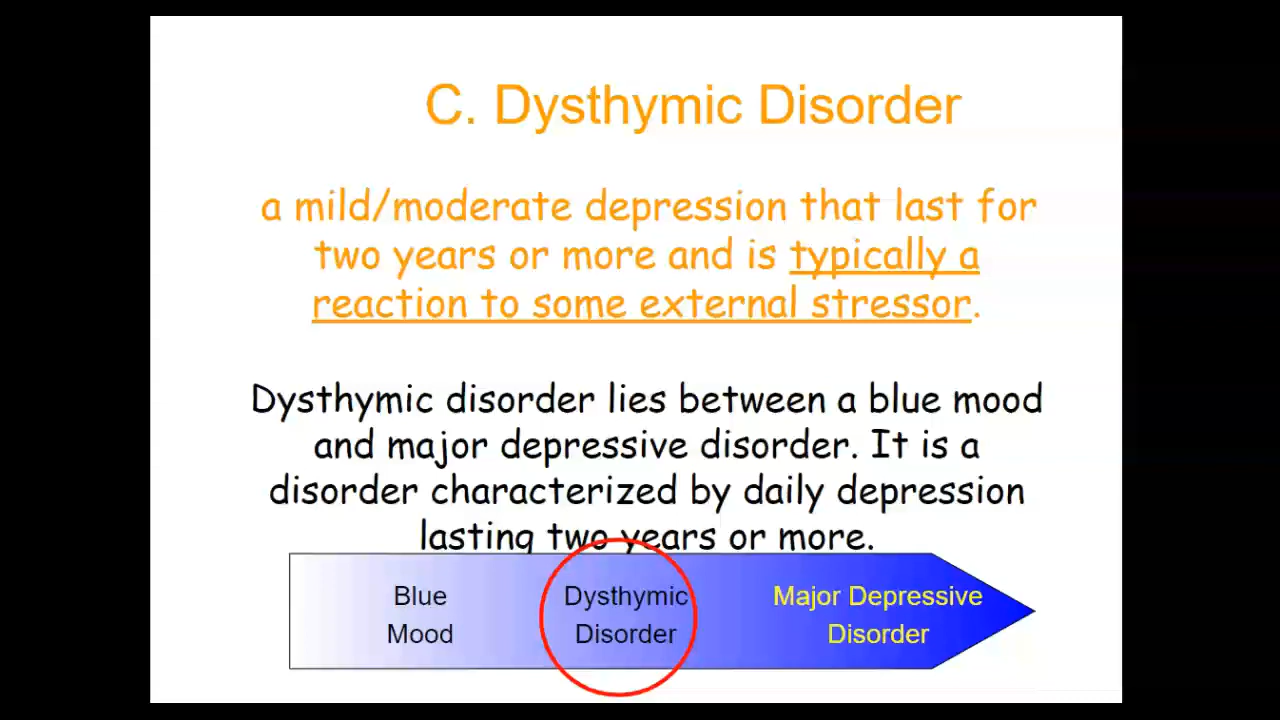 C. Dysthymic Disorder
a mild/moderate depression that last for
two years or more and is typically a
reaction to some external stressor.
Dysthymic disorder lies between a blue mood
and major depressive disorder. It is a
disorder characterized by daily depression
lasting two years or more.
Blue
Mood
Dysthymic
Disorder
Major Depressive
Disorder